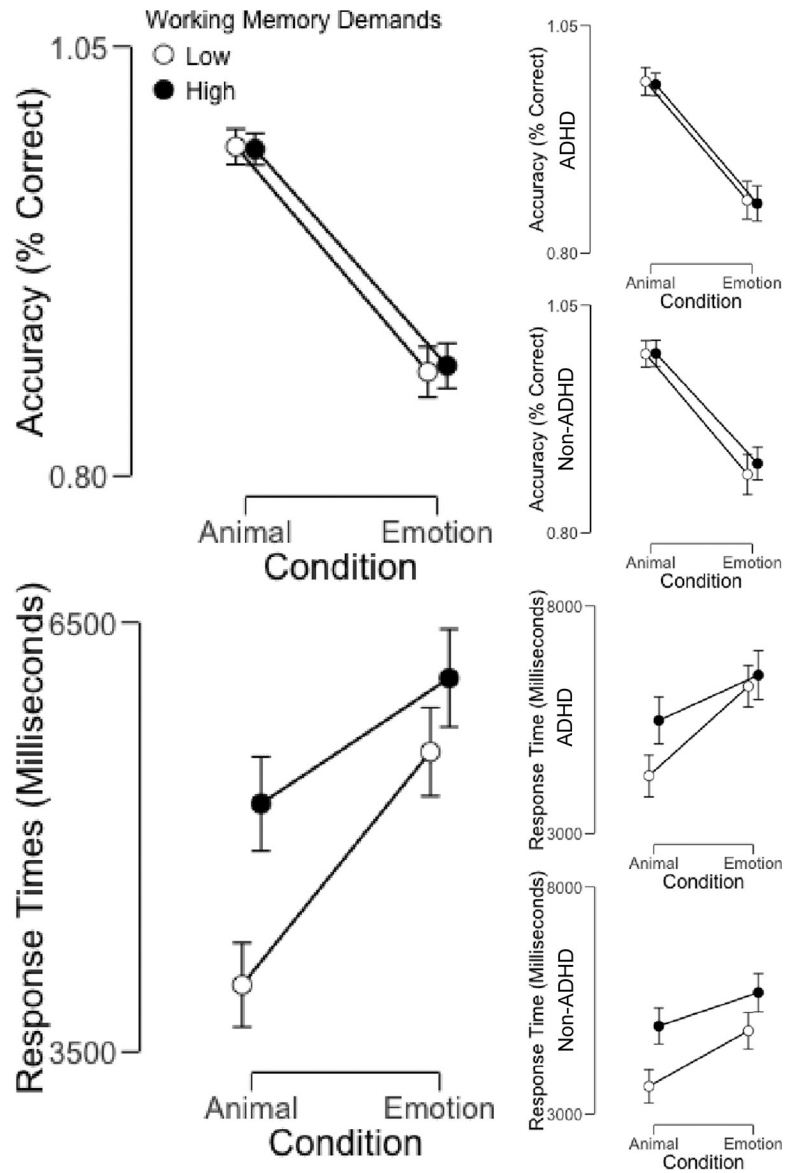 Working Memory Demands
Low
High
1.05
0.80
Accuracy (% Correct)
Animal Emotion
Condition
1.05
0.80
Accuracy (% Correct)
ADHD
Animal Emotion
Condition
1.05
0.80
Accuracy (% Correct)
Non-ADHD
Animal Emotion
Condition
6500
3500
Response Times (Milliseconds)
Animal Emotion
Condition
8000
3000
Response Time (Milliseconds)
ADHD
Animal Emotion
Condition
8000
3000
Response Time (Milliseconds)
Non-ADHD
Animal Emotion
Condition